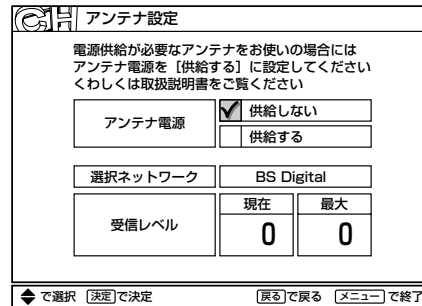 CH アンテナ設定
電源供給が必要なアンテナをお使いの場合には
アンテナ電源を［供給する］に設定してください
くわしくは取扱説明書をご覧ください
アンテナ電源
供給しない
供給する
選択ネットワーク BS Digital
受信レベル
現在 最大
0 0
で選択 決定で決定 戻るで戻る メニューで終了